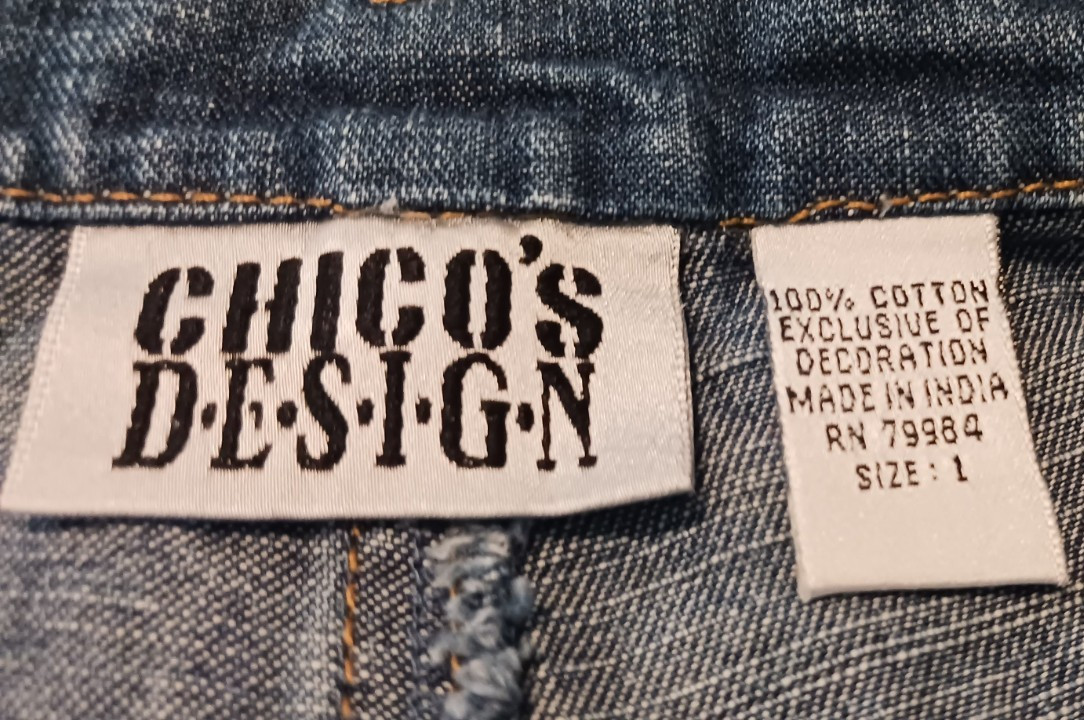 CHICO'S
D·E·S·I·G·N
100% COTTON
EXCLUSIVE OF
DECORATION
MADE IN INDIA
RN 79984
SIZE : 1